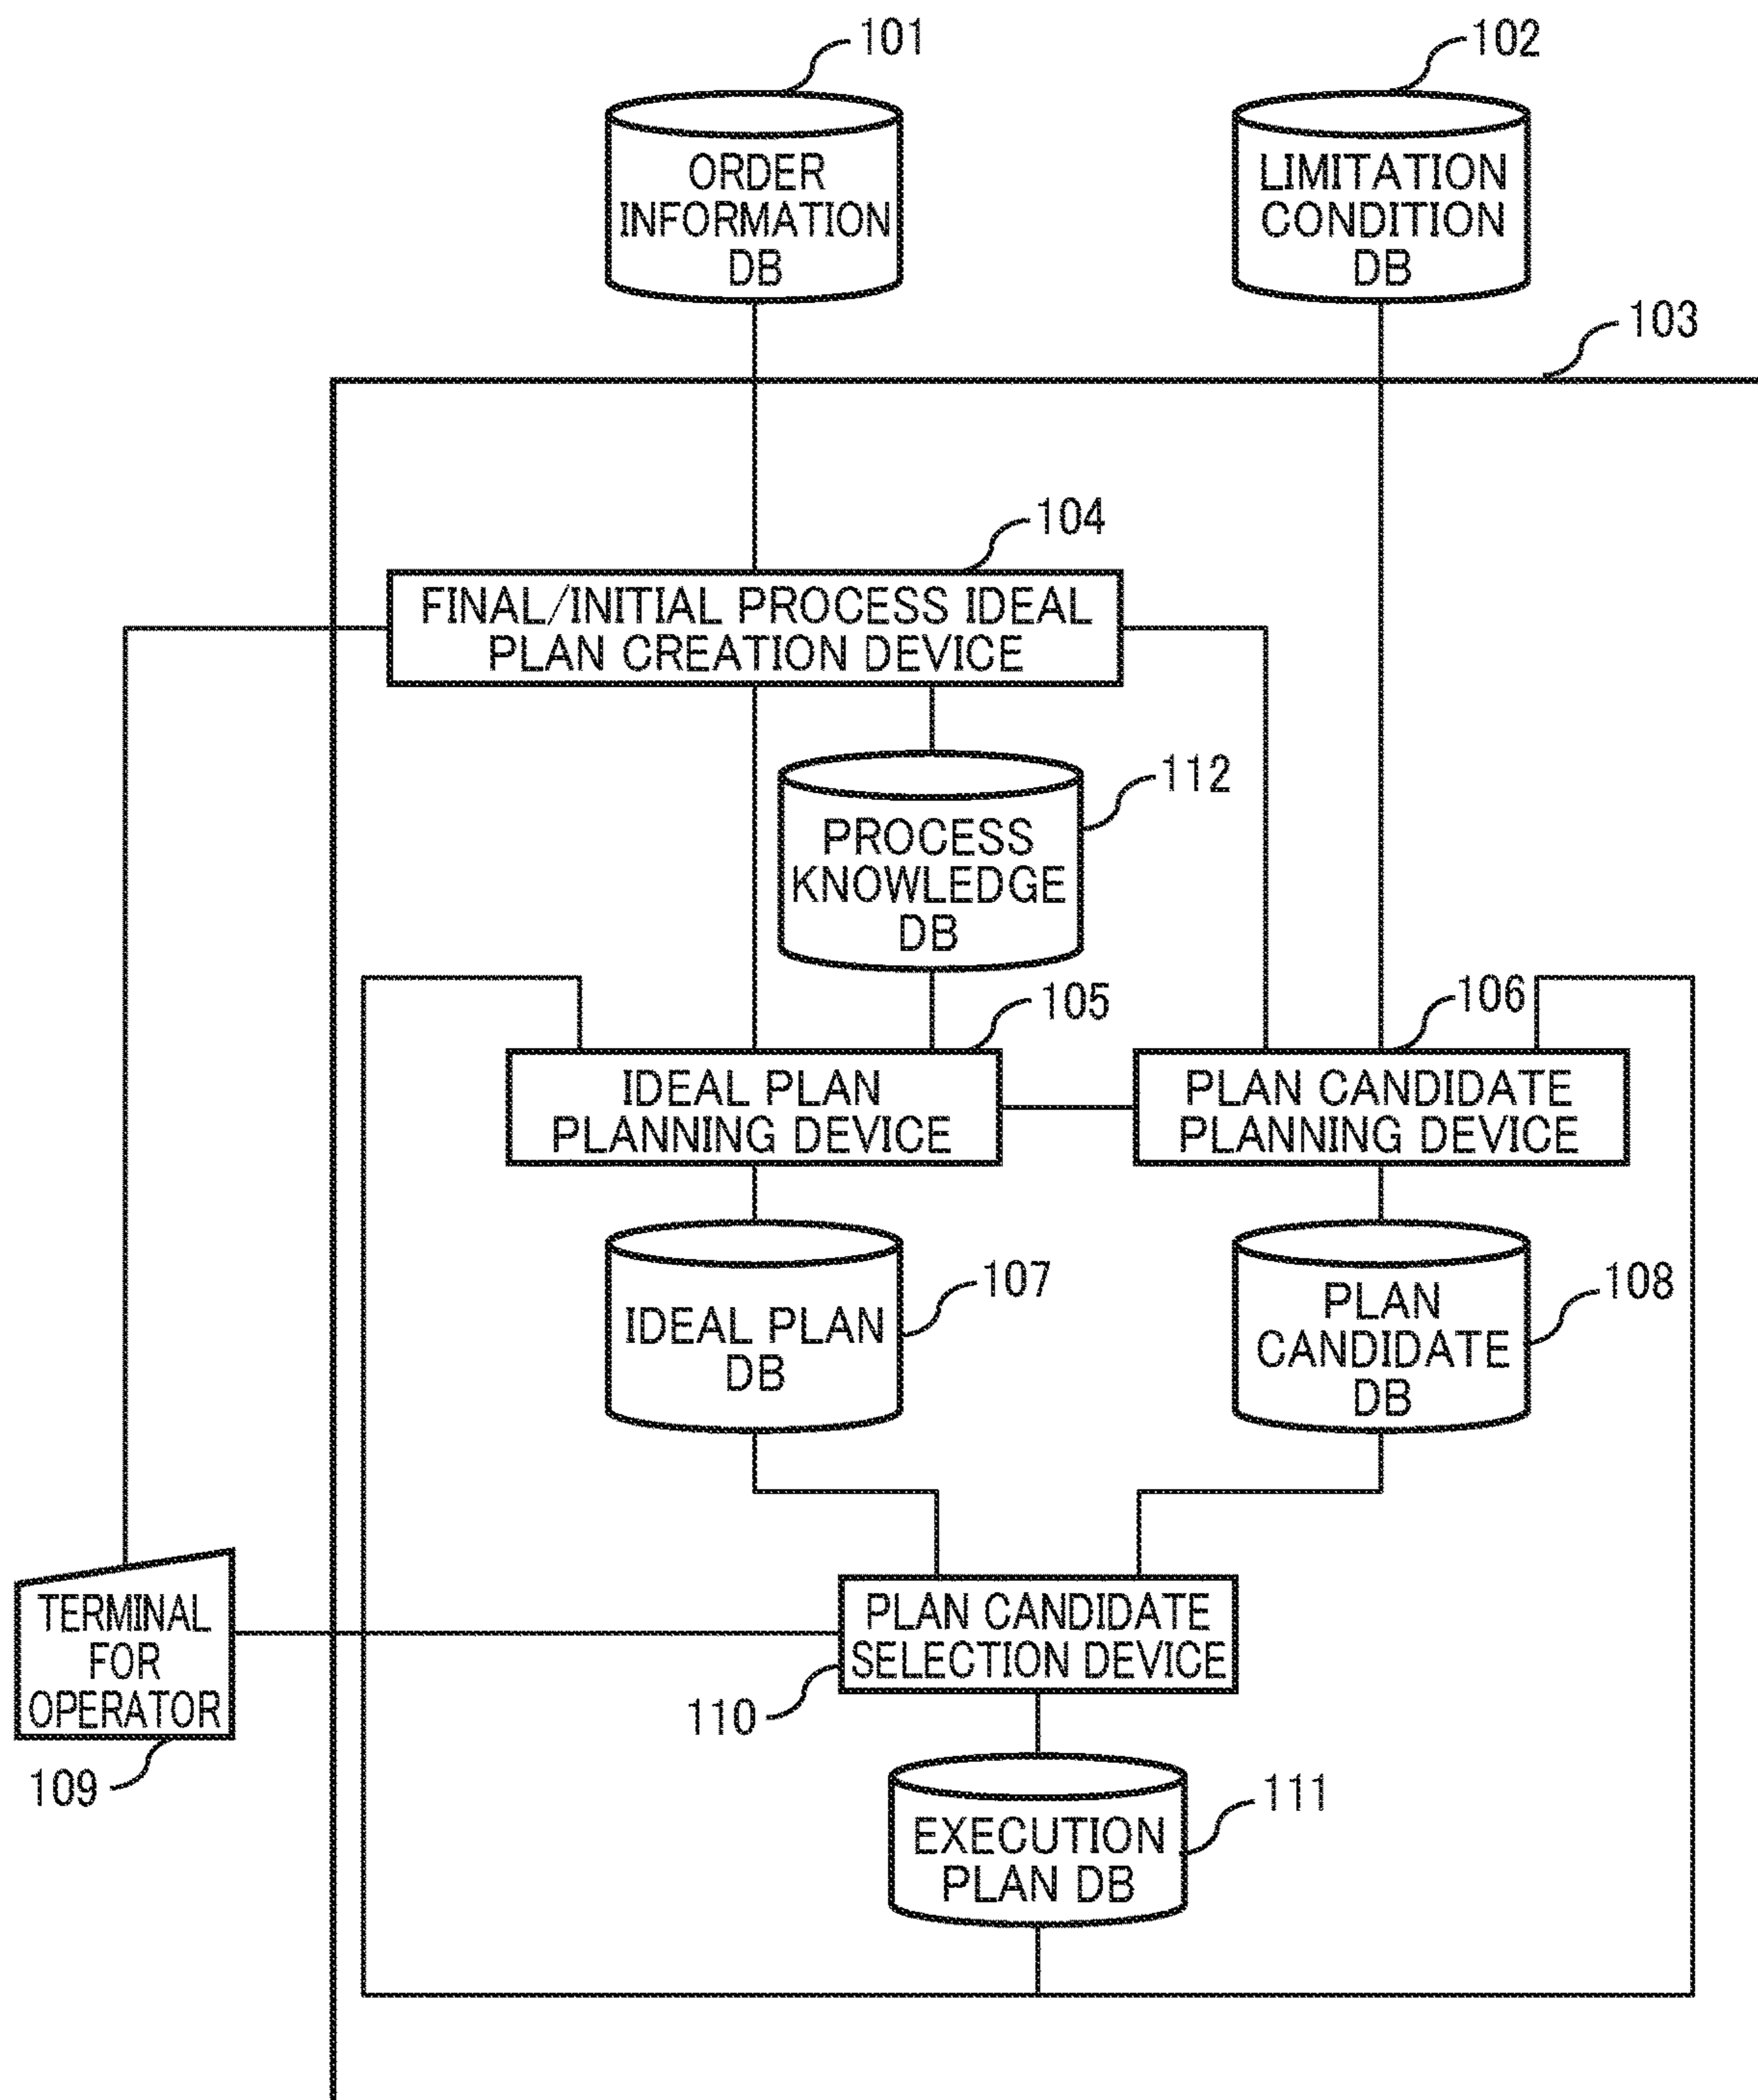 101
102
ORDER
INFORMATION
DB
LIMITATION
CONDITION
DB
103
104
FINAL/INITIAL PROCESS IDEAL
PLAN CREATION DEVICE
112
PROCESS
KNOWLEDGE
DB
105
106
IDEAL PLAN
PLANNING DEVICE
PLAN CANDIDATE
PLANNING DEVICE
107
108
IDEAL PLAN
DB
PLAN
CANDIDATE
DB
TERMINAL
FOR
OPERATOR
109
PLAN CANDIDATE
SELECTION DEVICE
110
111
EXECUTION
PLAN DB